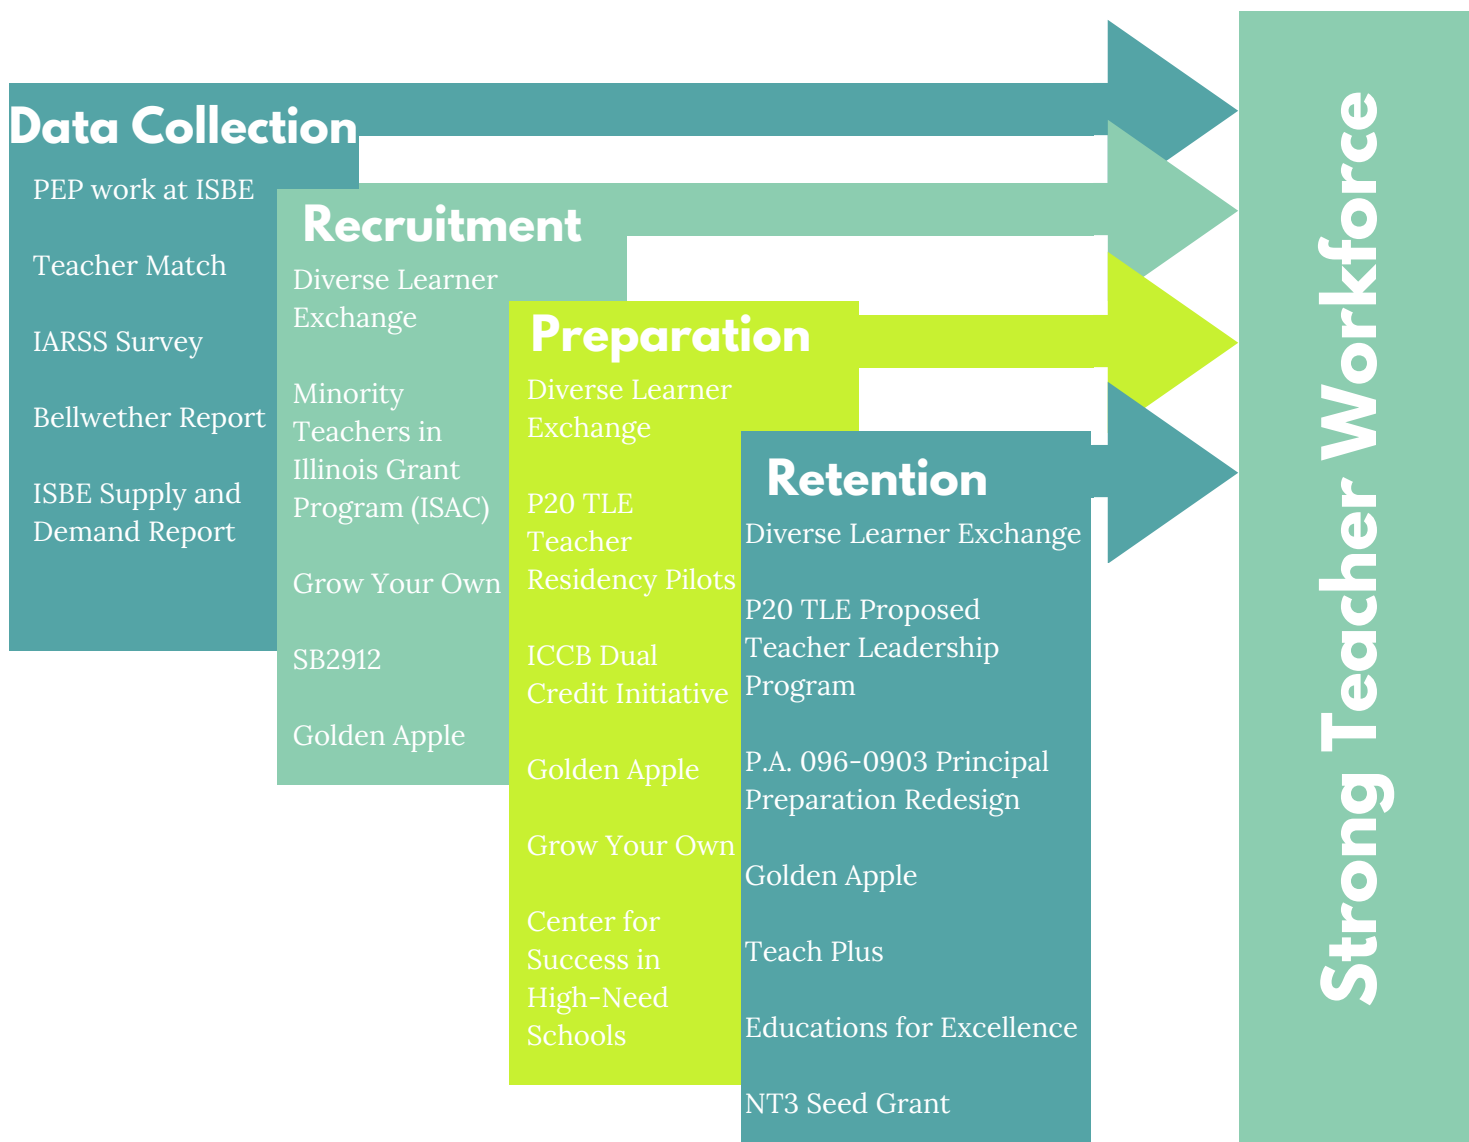 Data Collection
PEP work at ISBE
Teacher Match
IARSS Survey
Bellwether Report
ISBE Supply and
Demand Report
Recruitment
Diverse Learner
Exchange
Minority
Teachers in
Illinois Grant
Program (ISAC)
Grow Your Own
SB2912
Golden Apple
Preparation
Diverse Learner
Exchange
P20 TLE
Teacher
Residency Pilots
ICCB Dual
Credit Initiative
Golden Apple
Grow Your Own
Center for
Success in
High-Need
Schools
Retention
Diverse Learner Exchange
P20 TLE Proposed
Teacher Leadership
Program
P.A. 096-0903 Principal
Preparation Redesign
Golden Apple
Teach Plus
Educations for Excellence
NT3 Seed Grant
Strong Teacher Workforce